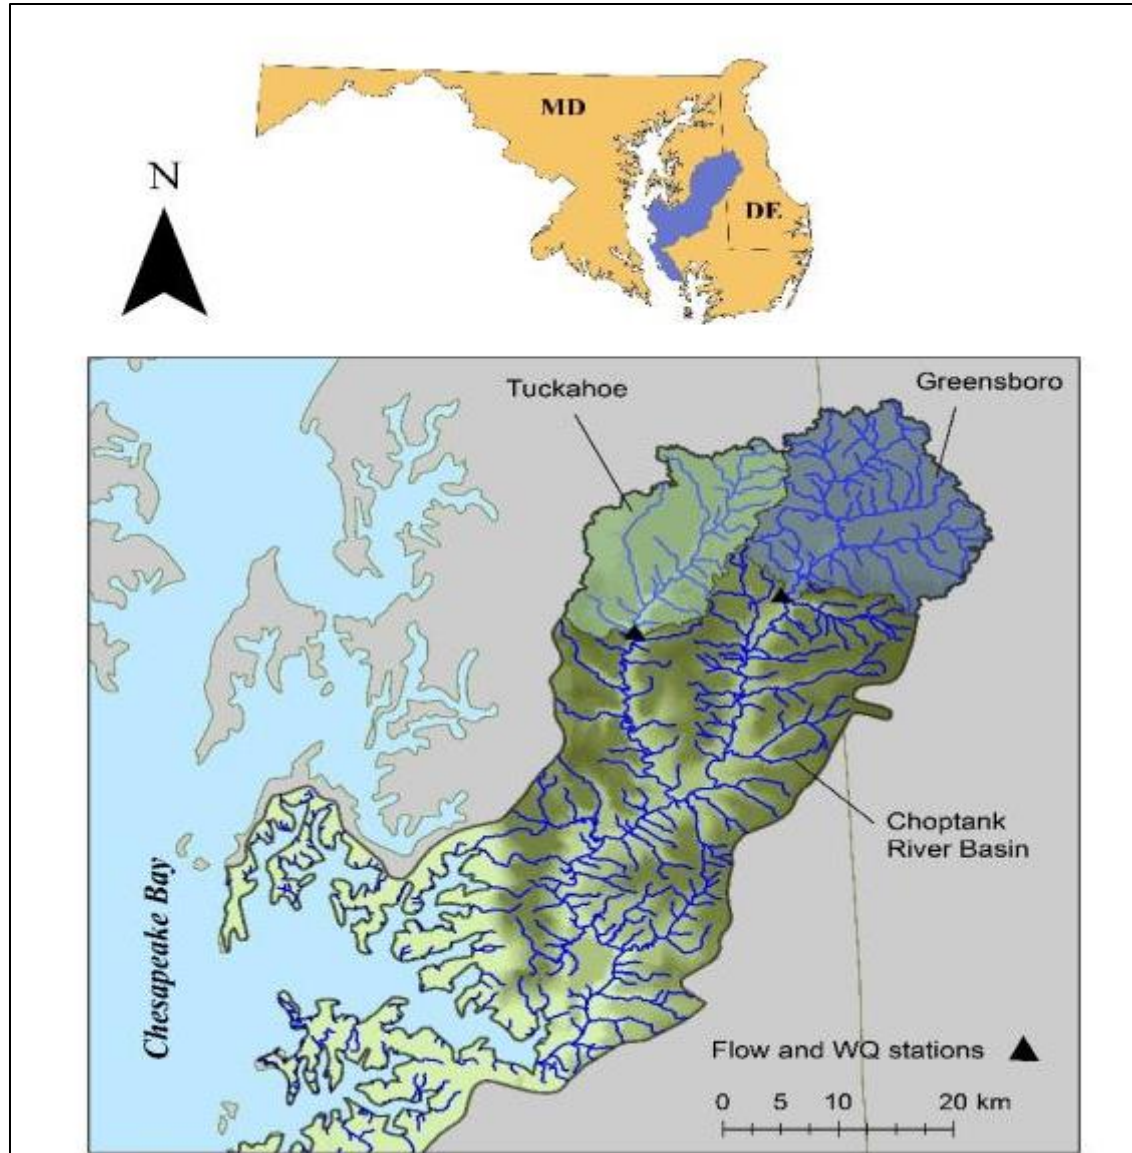 MD
N
DE
Tuckahoe
Greensboro
Choptank
River Basin
Chesapeake Bay
Flow and WQ stations
0 5 10 20 km